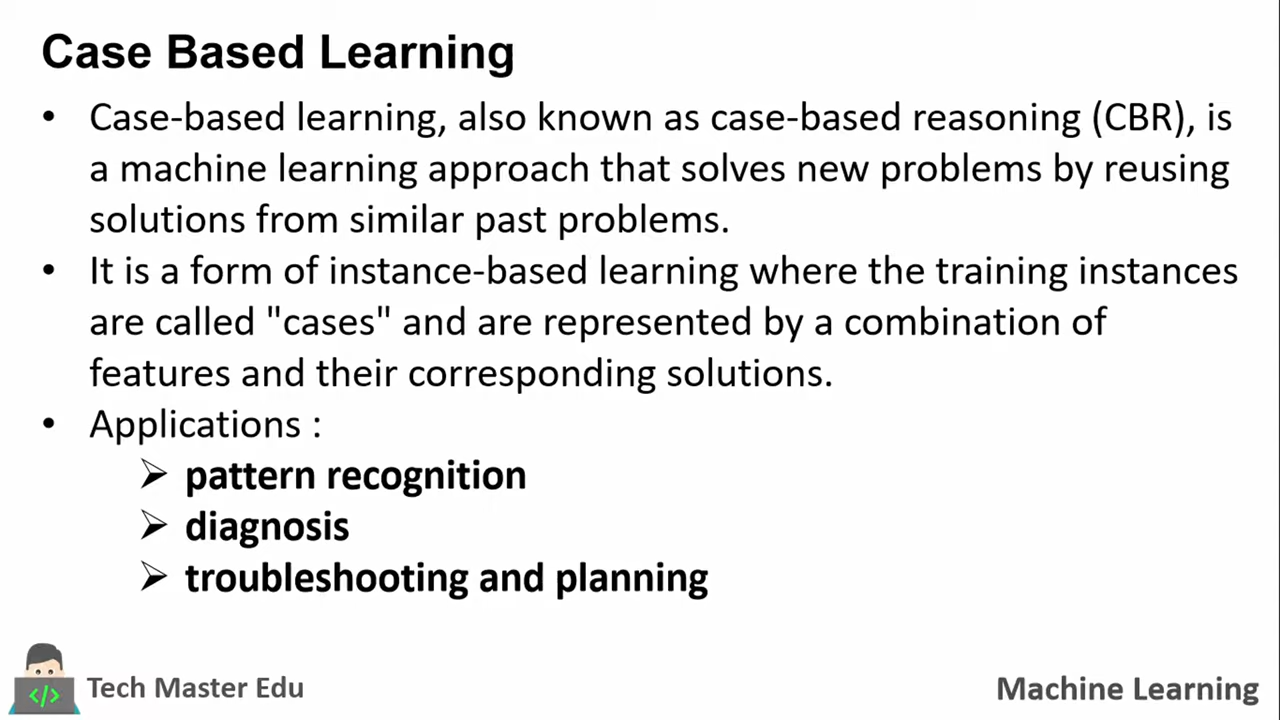 Case Based Learning
• Case-based learning, also known as case-based reasoning (CBR), is
a machine learning approach that solves new problems by reusing
solutions from similar past problems.
• It is a form of instance-based learning where the training instances
are called "cases" and are represented by a combination of
features and their corresponding solutions.
• Applications :
➢ pattern recognition
➢ diagnosis
➢ troubleshooting and planning
</>
Tech Master Edu
Machine Learning